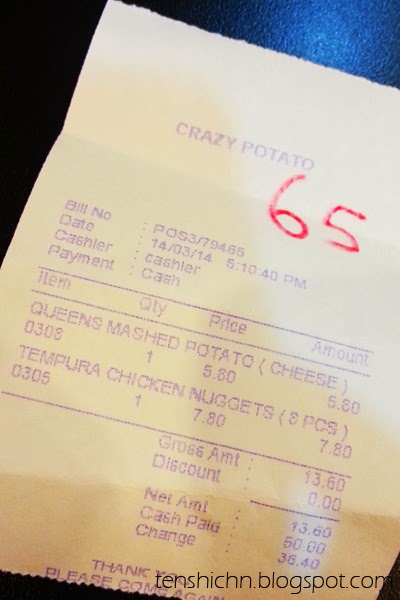 CRAZY POTATO
65
Bill No : POS3/79465
Date : 14/03/14 5:10:40 PM
Cashier : cashier
Payment : Cash
Item Qty Price Amount
QUEENS MASHED POTATO ( CHEESE )
0306 1 5.80 5.80
TEMPURA CHICKEN NUGGETS ( 8 PCS )
0305 1 7.80 7.80
Gross Amt : 13.60
Discount : 0.00
Net Amt : 13.60
Cash Paid : 50.00
Change : 36.40
THANK
PLEASE COME AGAIN
tenshichn.blogspot.com